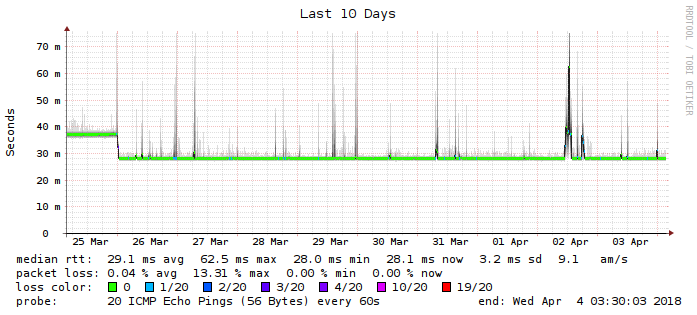 Last 10 Days
RRDTOOL / TOBI OETIKER
Seconds
70 m
60 m
50 m
40 m
30 m
20 m
10 m
0
25 Mar 26 Mar 27 Mar 28 Mar 29 Mar 30 Mar 31 Mar 01 Apr 02 Apr 03 Apr
median rtt: 29.1 ms avg 62.5 ms max 28.0 ms min 28.1 ms now 3.2 ms sd 9.1 am/s
packet loss: 0.04 % avg 13.31 % max 0.00 % min 0.00 % now
loss color: 0 1/20 2/20 3/20 4/20 10/20 19/20
probe: 20 ICMP Echo Pings (56 Bytes) every 60s end: Wed Apr 4 03:30:03 2018